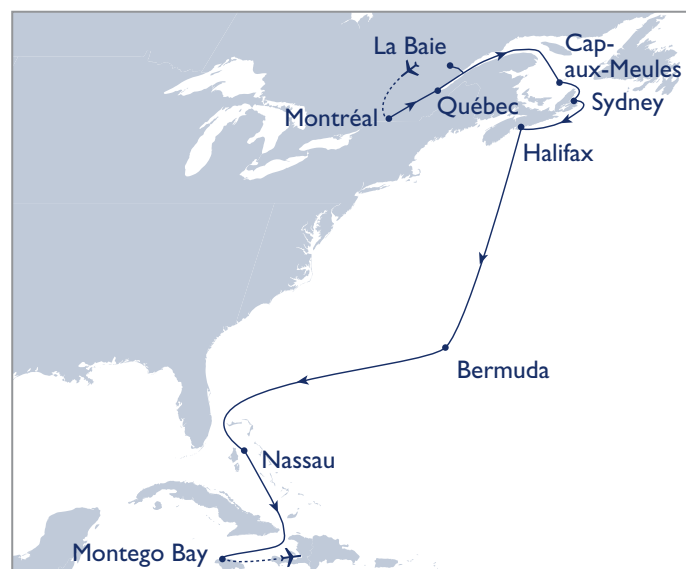 La Baie
Cap-
aux-Meules
Québec
Sydney
Montréal
Halifax
Bermuda
Nassau
Montego Bay